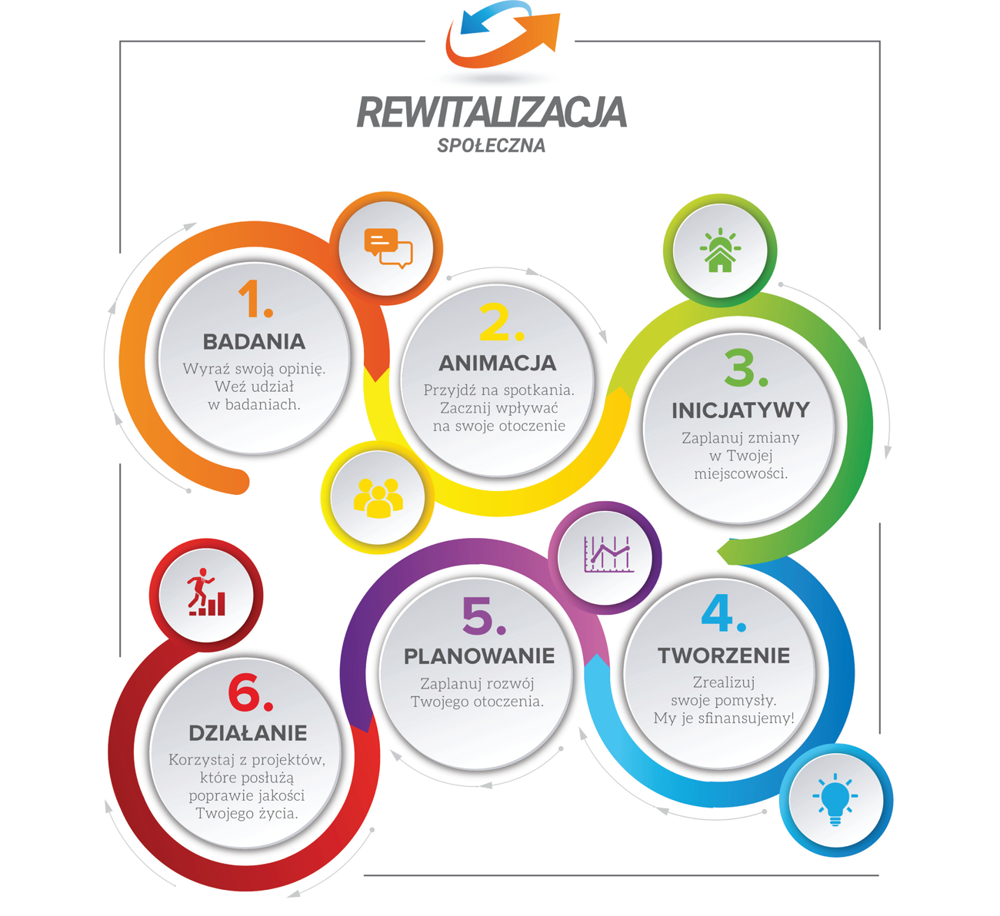 REWITALIZACJA
SPOŁECZNA
1.
BADANIA
Wyraź swoją opinię.
Weź udział
w badaniach.
2.
ANIMACJA
Przyjdź na spotkania.
Zacznij wpływać
na swoje otoczenie
3.
INICJATYWY
Zaplanuj zmiany
w Twojej
miejscowości.
4.
TWORZENIE
Zrealizuj
swoje pomysły.
My je sfinansujemy!
5.
PLANOWANIE
Zaplanuj rozwój
Twojego otoczenia.
6.
DZIAŁANIE
Korzystaj z projektów,
które posłużą
poprawie jakości
Twojego życia.